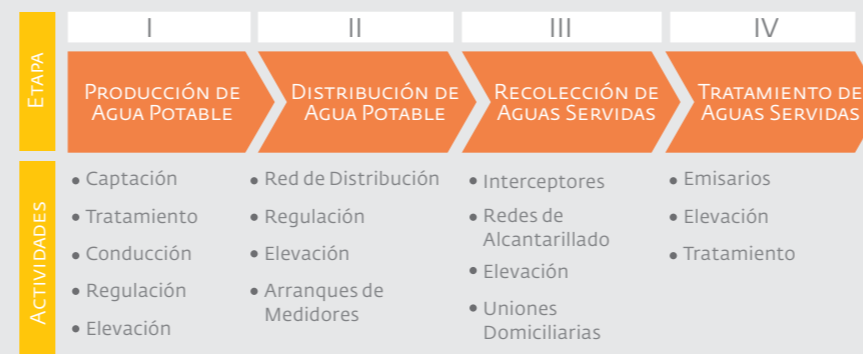 ETAPA
I
II
III
IV
PRODUCCIÓN DE
AGUA POTABLE
DISTRIBUCIÓN DE
AGUA POTABLE
RECOLECCIÓN DE
AGUAS SERVIDAS
TRATAMIENTO DE
AGUAS SERVIDAS
ACTIVIDADES
• Captación
• Tratamiento
• Conducción
• Regulación
• Elevación
• Red de Distribución
• Regulación
• Elevación
• Arranques de
Medidores
• Interceptores
• Redes de
Alcantarillado
• Elevación
• Uniones
Domiciliarias
• Emisarios
• Elevación
• Tratamiento